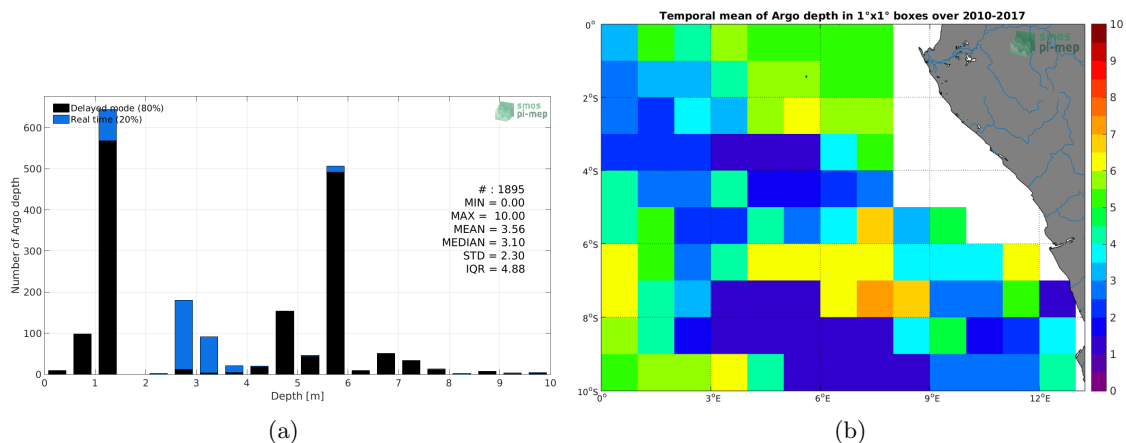 Delayed mode (80%)
Real time (20%)
smos
pi-mep
Number of Argo depth
600
500
400
300
200
100
0
# : 1895
MIN = 0.00
MAX = 10.00
MEAN = 3.56
MEDIAN = 3.10
STD = 2.30
IQR = 4.88
0 1 2 3 4 5 6 7 8 9 10
Depth [m]
(a)
Temporal mean of Argo depth in 1°x1° boxes over 2010-2017
smos
pi-mep
0°
2°S
4°S
6°S
8°S
10°S
0° 3°E 6°E 9°E 12°E
10
9
8
7
6
5
4
3
2
1
0
(b)